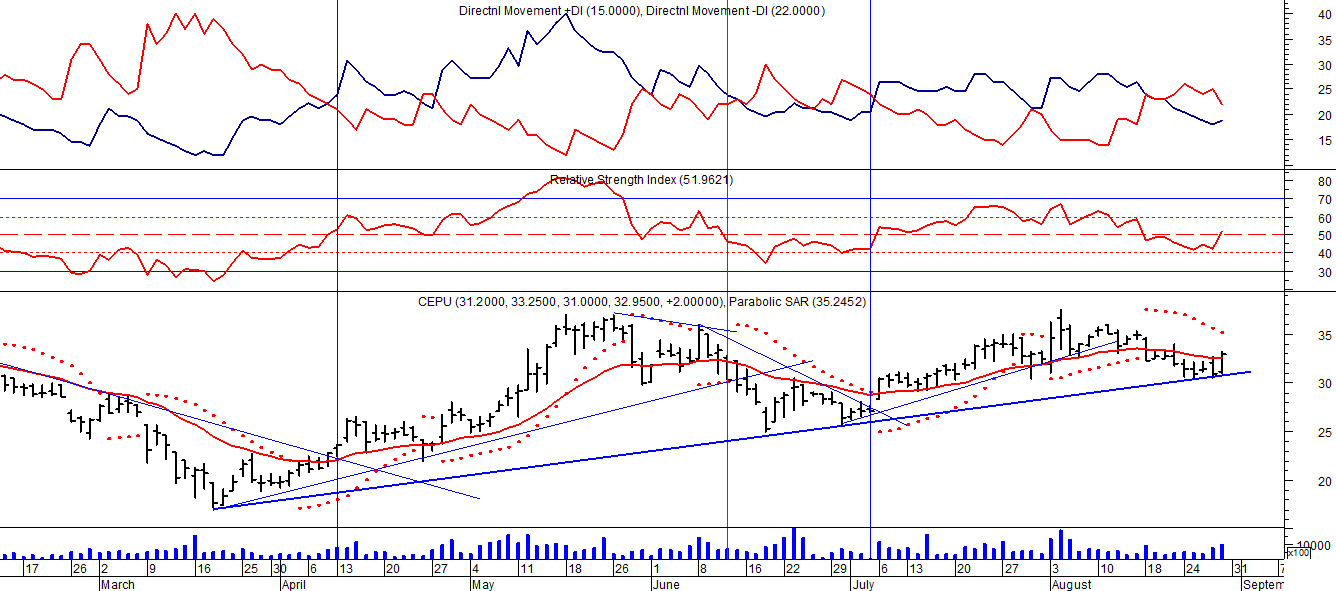 Directnl Movement +DI (15.0000), Directnl Movement -DI (22.0000)
40
35
30
25
20
15
Relative Strength Index (51.9621)
80
70
60
50
40
30
CEPU (31.2000, 33.2500, 31.0000, 32.9500, +2.00000), Parabolic SAR (35.2452)
35
30
25
20
10000
x100
17 26 2 9 16 24 30 6 13 20 27 4 11 18 26 1 8 16 22 29 6 13 20 27 3 10 18 24 31 7
March April May June July August Septem